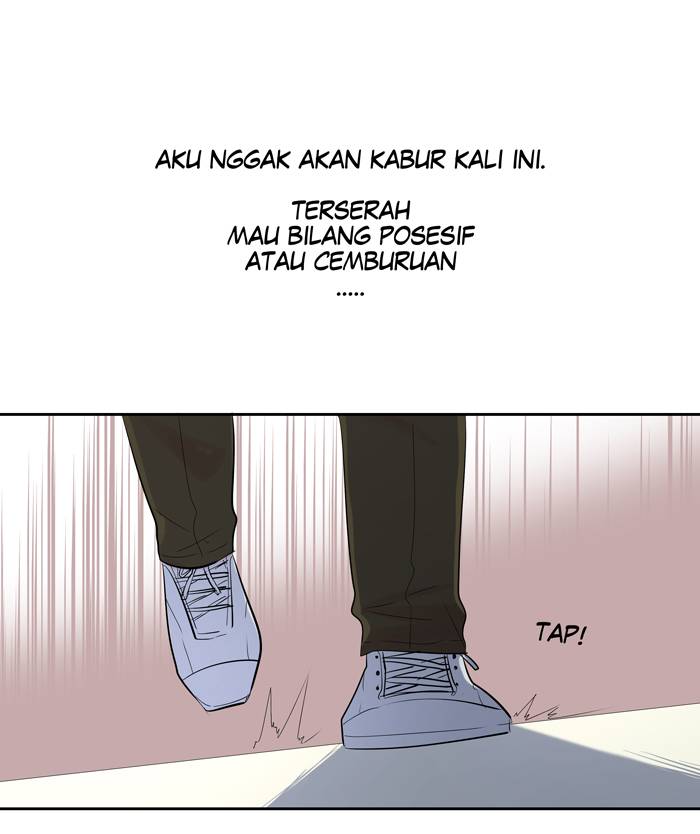 AKU NGGAK AKAN KABUR KALI INI.
TERSERAH
MAU BILANG POSESIF
ATAU CEMBURUAN
.....
TAP!